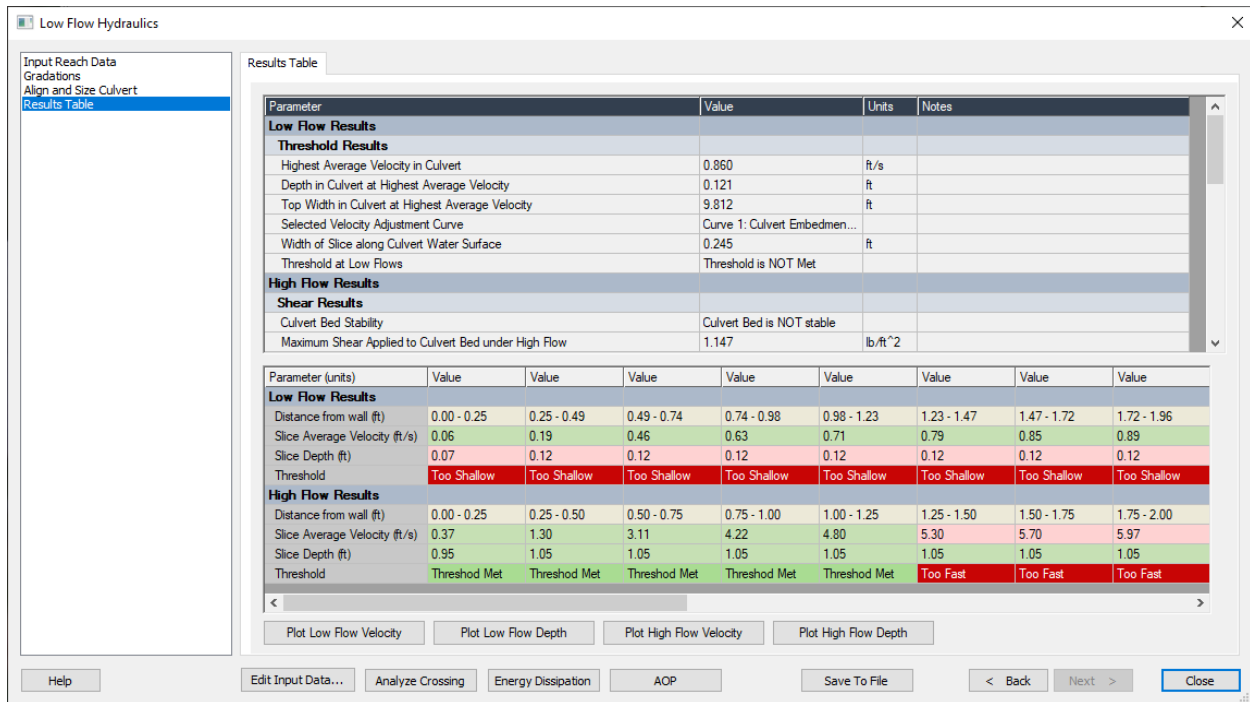 Low Flow Hydraulics
Input Reach Data
Gradations
Align and Size Culvert
Results Table
Results Table
Parameter Value Units Notes
Low Flow Results
Threshold Results
Highest Average Velocity in Culvert 0.860 ft/s
Depth in Culvert at Highest Average Velocity 0.121 ft
Top Width in Culvert at Highest Average Velocity 9.812 ft
Selected Velocity Adjustment Curve Curve 1: Culvert Embedmen...
Width of Slice along Culvert Water Surface 0.245 ft
Threshold at Low Flows Threshold is NOT Met
High Flow Results
Shear Results
Culvert Bed Stability Culvert Bed is NOT stable
Maximum Shear Applied to Culvert Bed under High Flow 1.147 lb/ft^2
Parameter (units) Value Value Value Value Value Value Value Value
Low Flow Results
Distance from wall (ft) 0.00 - 0.25 0.25 - 0.49 0.49 - 0.74 0.74 - 0.98 0.98 - 1.23 1.23 - 1.47 1.47 - 1.72 1.72 - 1.96
Slice Average Velocity (ft/s) 0.06 0.19 0.46 0.63 0.71 0.79 0.85 0.89
Slice Depth (ft) 0.07 0.12 0.12 0.12 0.12 0.12 0.12 0.12
Threshold Too Shallow Too Shallow Too Shallow Too Shallow Too Shallow Too Shallow Too Shallow Too Shallow
High Flow Results
Distance from wall (ft) 0.00 - 0.25 0.25 - 0.50 0.50 - 0.75 0.75 - 1.00 1.00 - 1.25 1.25 - 1.50 1.50 - 1.75 1.75 - 2.00
Slice Average Velocity (ft/s) 0.37 1.30 3.11 4.22 4.80 5.30 5.70 5.97
Slice Depth (ft) 0.95 1.05 1.05 1.05 1.05 1.05 1.05 1.05
Threshold Threshod Met Threshod Met Threshod Met Threshod Met Threshod Met Too Fast Too Fast Too Fast
Plot Low Flow Velocity Plot Low Flow Depth Plot High Flow Velocity Plot High Flow Depth
Help Edit Input Data... Analyze Crossing Energy Dissipation AOP Save To File < Back Next > Close